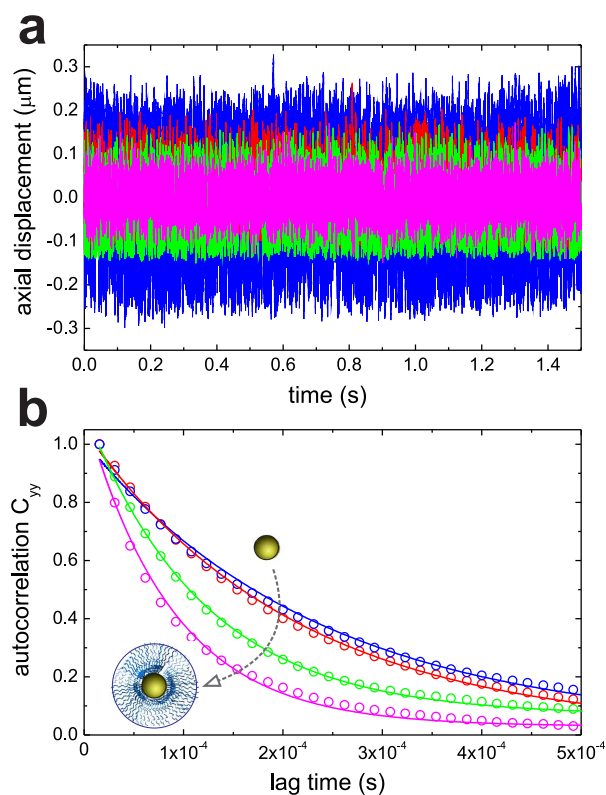 a
axial displacement (μm)
0.3
0.2
0.1
0.0
-0.1
-0.2
-0.3
0.0 0.2 0.4 0.6 0.8 1.0 1.2 1.4
time (s)
b
autocorrelation C_yy
1.0
0.8
0.6
0.4
0.2
0.0
0 1x10⁻⁴ 2x10⁻⁴ 3x10⁻⁴ 4x10⁻⁴ 5x10⁻⁴
lag time (s)